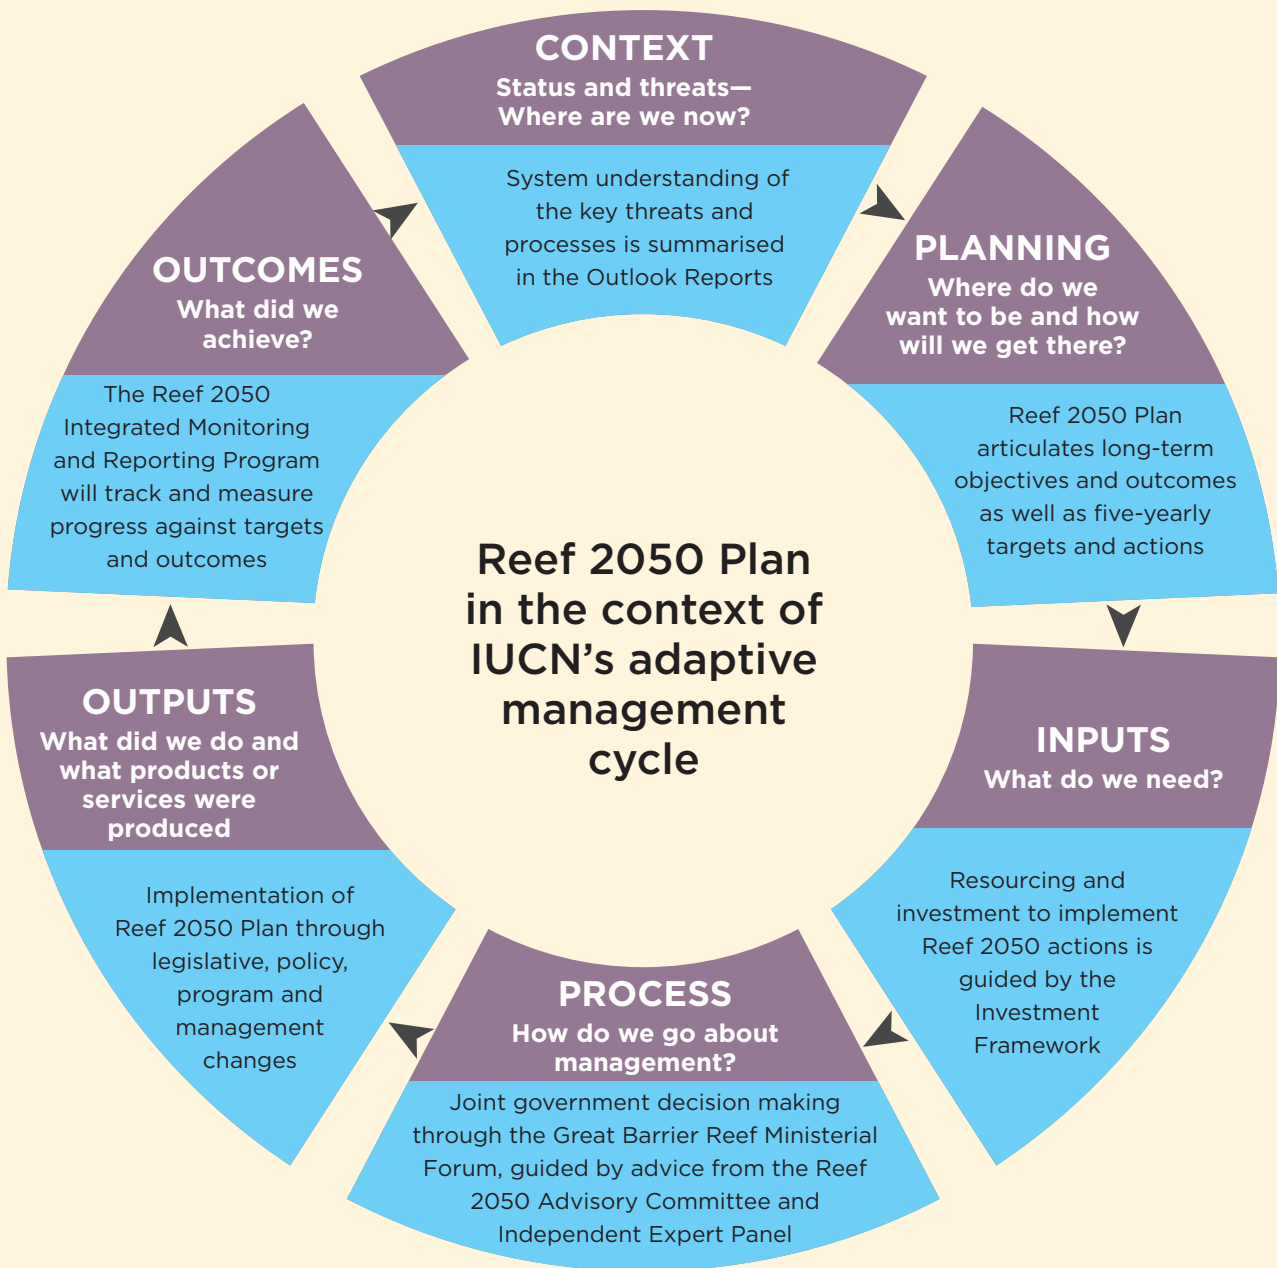 CONTEXT
Status and threats—
Where are we now?
System understanding of
the key threats and
processes is summarised
in the Outlook Reports
PLANNING
Where do we
want to be and how
will we get there?
Reef 2050 Plan
articulates long-term
objectives and outcomes
as well as five-yearly
targets and actions
INPUTS
What do we need?
Resourcing and
investment to implement
Reef 2050 actions is
guided by the
Investment
Framework
PROCESS
How do we go about
management?
Joint government decision making
through the Great Barrier Reef Ministerial
Forum, guided by advice from the Reef
2050 Advisory Committee and
Independent Expert Panel
OUTPUTS
What did we do and
what products or
services were
produced
Implementation of
Reef 2050 Plan through
legislative, policy,
program and
management
changes
OUTCOMES
What did we
achieve?
The Reef 2050
Integrated Monitoring
and Reporting Program
will track and measure
progress against targets
and outcomes
Reef 2050 Plan
in the context of
IUCN's adaptive
management
cycle